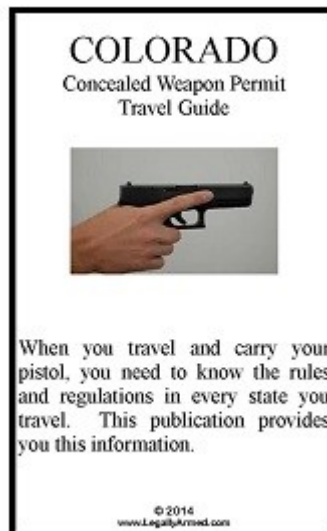 COLORADO
Concealed Weapon Permit
Travel Guide
When you travel and carry your
pistol, you need to know the rules
and regulations in every state you
travel. This publication provides
you this information.
© 2014
www.LegallyArmed.com